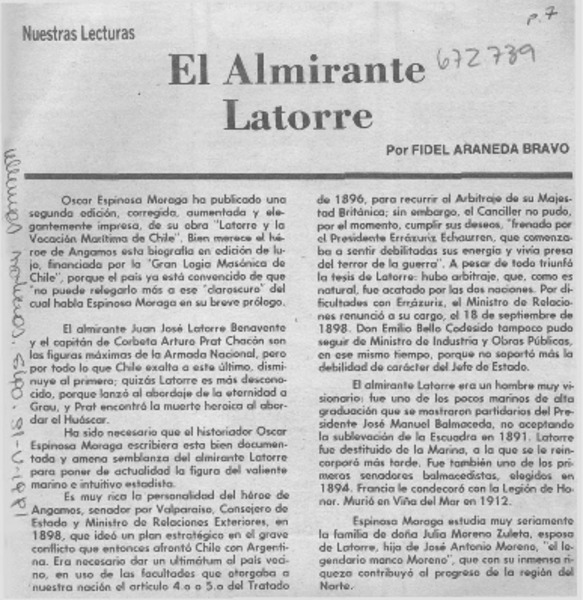 p. 7
Nuestras Lecturas
672739
El Almirante
Latorre
Por FIDEL ARANEDA BRAVO
Oscar Espinosa Moraga ha publicado una
segunda edición, corregida, aumentada y ele-
gantemente impresa, de su obra "Latorre y la
Vocación Marítima de Chile". Bien merece el hé-
roe de Angamos esta biografía en edición de lu-
jo, financiada por la "Gran Logia Masónica de
Chile", porque el país ya está convencido de que
"no puede relegarlo más a ese "claroscuro" del
cual habla Espinosa Moraga en su breve prólogo.
El almirante Juan José Latorre Benavente
y el capitán de Corbeta Arturo Prat Chacón son
las figuras máximas de la Armada Nacional, pero
por todo lo que Chile exalta a este último, dismi-
nuye al primero; quizás Latorre es más descono-
cido, porque lanzó al abordaje de la eternidad a
Grau, y Prat encontró la muerte heroica al abor-
dar el Huáscar.
Ha sido necesario que el historiador Oscar
Espinosa Moraga escribiera esta bien documen-
tada y amena semblanza del almirante Latorre
para poner de actualidad la figura del valiente
marino e intuitivo estadista.
Es muy rica la personalidad del héroe de
Angamos, senador por Valparaíso, Consejero de
Estado y Ministro de Relaciones Exteriores, en
1898, que ideó un plan estratégico en el grave
conflicto que entonces afrontó Chile con Argenti-
na. Era necesario dar un ultimátum al país veci-
no, en uso de las facultades que otorgaba a
nuestra nación el artículo 4.o a 5.o del Tratado
de 1896, para recurrir al Arbitraje de su Majes-
tad Británica; sin embargo, el Canciller no pudo,
por el momento, cumplir sus deseos, "frenado por
el Presidente Errázuriz Echaurren, que comenza-
ba a sentir debilitadas sus energía y vivía presa
del terror de la guerra". A pesar de todo triunfó
la tesis de Latorre: hubo arbitraje, que, como es
natural, fue acatado por las dos naciones. Por di-
ficultades con Errázuriz, el Ministro de Relacio-
nes renunció a su cargo, el 18 de septiembre de
1898. Don Emilio Bello Codesido tampoco pudo
seguir de Ministro de Industria y Obras Públicas,
en ese mismo tiempo, porque no soportó más la
debilidad de carácter del Jefe de Estado.
El almirante Latorre era un hombre muy vi-
sionario: fue uno de los pocos marinos de alta
graduación que se mostraron partidarios del Pre-
sidente José Manuel Balmaceda, no aceptando
la sublevación de la Escuadra en 1891. Latorre
fue destituido de la Marina, a la que se le rein-
corporó más tarde. Fue también uno de los pri-
meras senadores balmacedistas, elegidos en
1894. Francia le condecoró con la Legión de Ho-
nor. Murió en Viña del Mar en 1912.
Espinosa Moraga estudia muy seriamente
la familia de doña Julia Moreno Zuleta, esposa
de Latorre, hija de José Antonio Moreno, "el le-
gendario manco Moreno", que con su inmensa ri-
queza contribuyó al progreso de la región del
Norte.